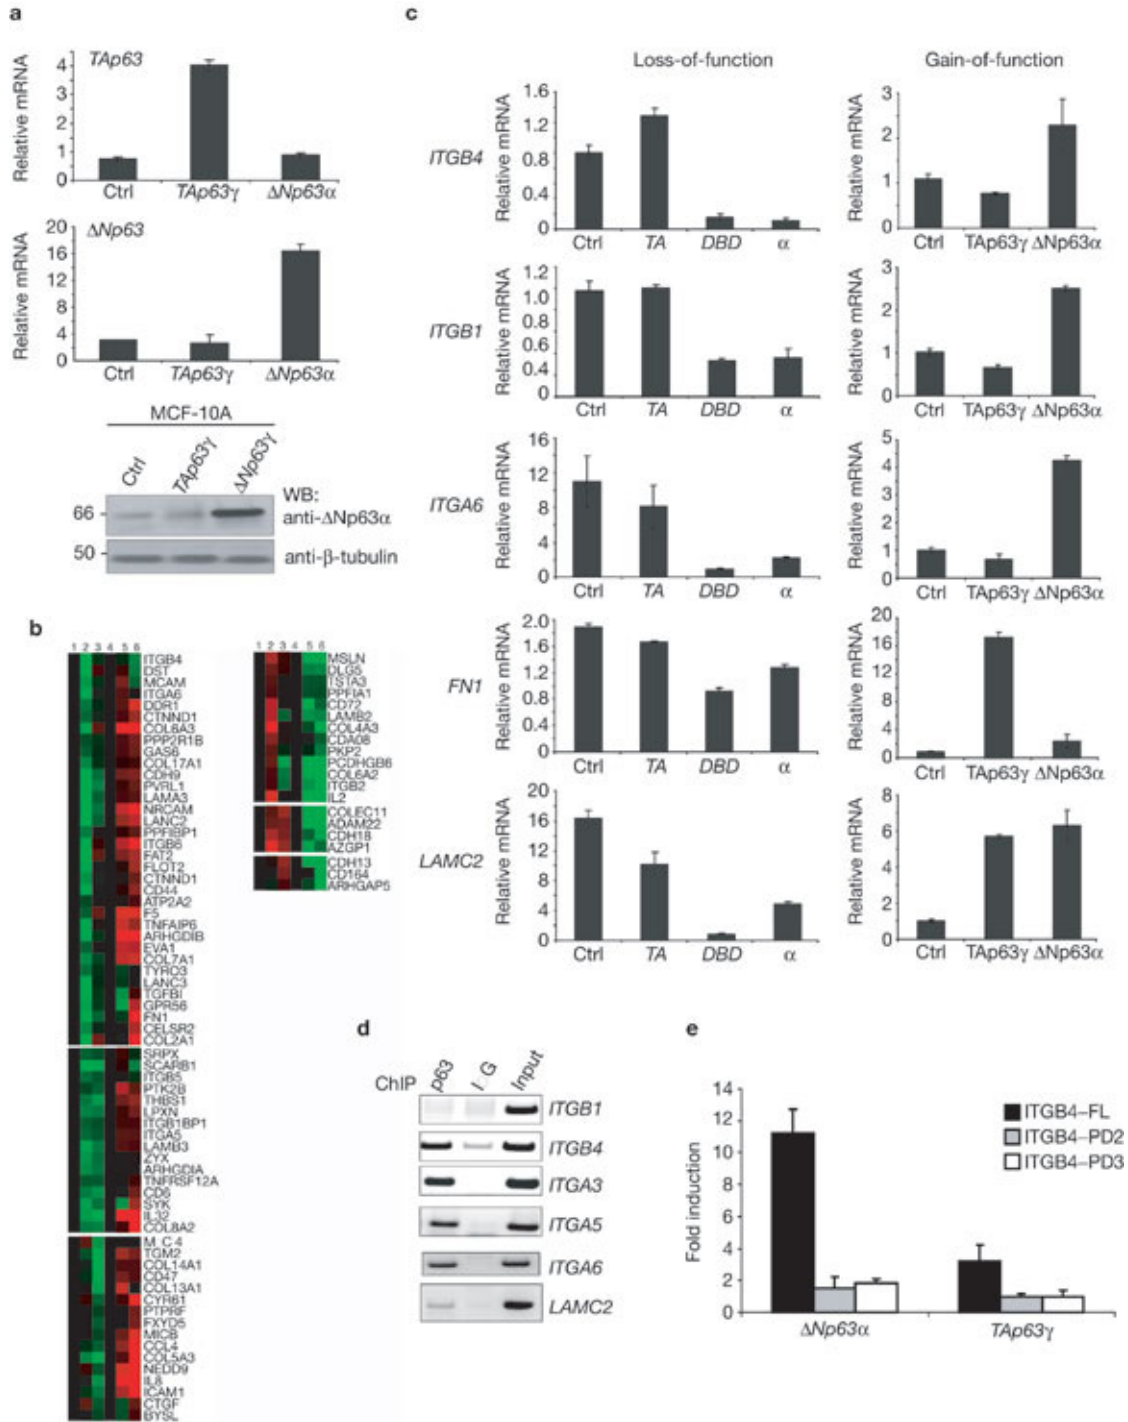 a
TAp63
Relative mRNA
4
3
2
1
0
Ctrl TAp63γ ΔNp63α
ΔNp63
Relative mRNA
20
16
12
8
4
0
Ctrl TAp63γ ΔNp63α
MCF-10A
Ctrl TAp63γ ΔNp63γ
WB:
66 anti-ΔNp63α
50 anti-β-tubulin
b
1 2 3 4 5 6
ITGB4
DST
MCAM
ITGA6
DDR1
CTNND1
COL6A3
PPP2R1B
GAS6
COL17A1
CDH9
PVRL1
LAMA3
NRCAM
LANC2
PPFIBP1
ITGB6
FAT2
FLOT2
CTNND1
CD44
ATP2A2
F5
TNFAIP6
ARHGDIB
EVA1
COL7A1
TYRO3
LANC3
TGFBI
GPR56
FN1
CELSR2
COL2A1
SRPX
SCARB1
ITGB5
PTK2B
THBS1
LPXN
ITGB1BP1
ITGA5
LAMB3
ZYX
ARHGDIA
TNFRSF12A
CD6
SYK
IL32
COL8A2
M C 4
TGM2
COL14A1
CD47
COL13A1
CYR61
PTPRF
FXYD5
MICB
CCL4
COL5A3
NEDD9
IL8
ICAM1
CTGF
BYSL
1 2 3 4 5 6
MSLN
DLG5
TSTA3
PPFIA1
CD72
LAMB2
COL4A3
CDA08
PKP2
PCDHGB6
COL6A2
ITGB2
IL2
COLEC11
ADAM22
CDH18
AZGP1
CDH13
CD164
ARHGAP5
c
Loss-of-function Gain-of-function
ITGB4
Relative mRNA
1.6
1.2
0.8
0.4
0
Ctrl TA DBD α
Relative mRNA
3
2
1
0
Ctrl TAp63γ ΔNp63α
ITGB1
Relative mRNA
1.2
1.0
0.8
0.6
0.4
0
Ctrl TA DBD α
Relative mRNA
3
2
1
0
Ctrl TAp63γ ΔNp63α
ITGA6
Relative mRNA
16
12
8
4
0
Ctrl TA DBD α
Relative mRNA
5
4
3
2
1
0
Ctrl TAp63γ ΔNp63α
FN1
Relative mRNA
2.0
1.6
1.2
0.8
0.4
0
Ctrl TA DBD α
Relative mRNA
20
16
12
8
4
0
Ctrl TAp63γ ΔNp63α
LAMC2
Relative mRNA
20
16
12
8
4
0
Ctrl TA DBD α
Relative mRNA
8
6
4
2
0
Ctrl TAp63γ ΔNp63α
d
ChIP p63 I G Input
ITGB1
ITGB4
ITGA3
ITGA5
ITGA6
LAMC2
e
Fold induction
14
12
10
8
6
4
2
0
ITGB4–FL
ITGB4–PD2
ITGB4–PD3
ΔNp63α TAp63γ